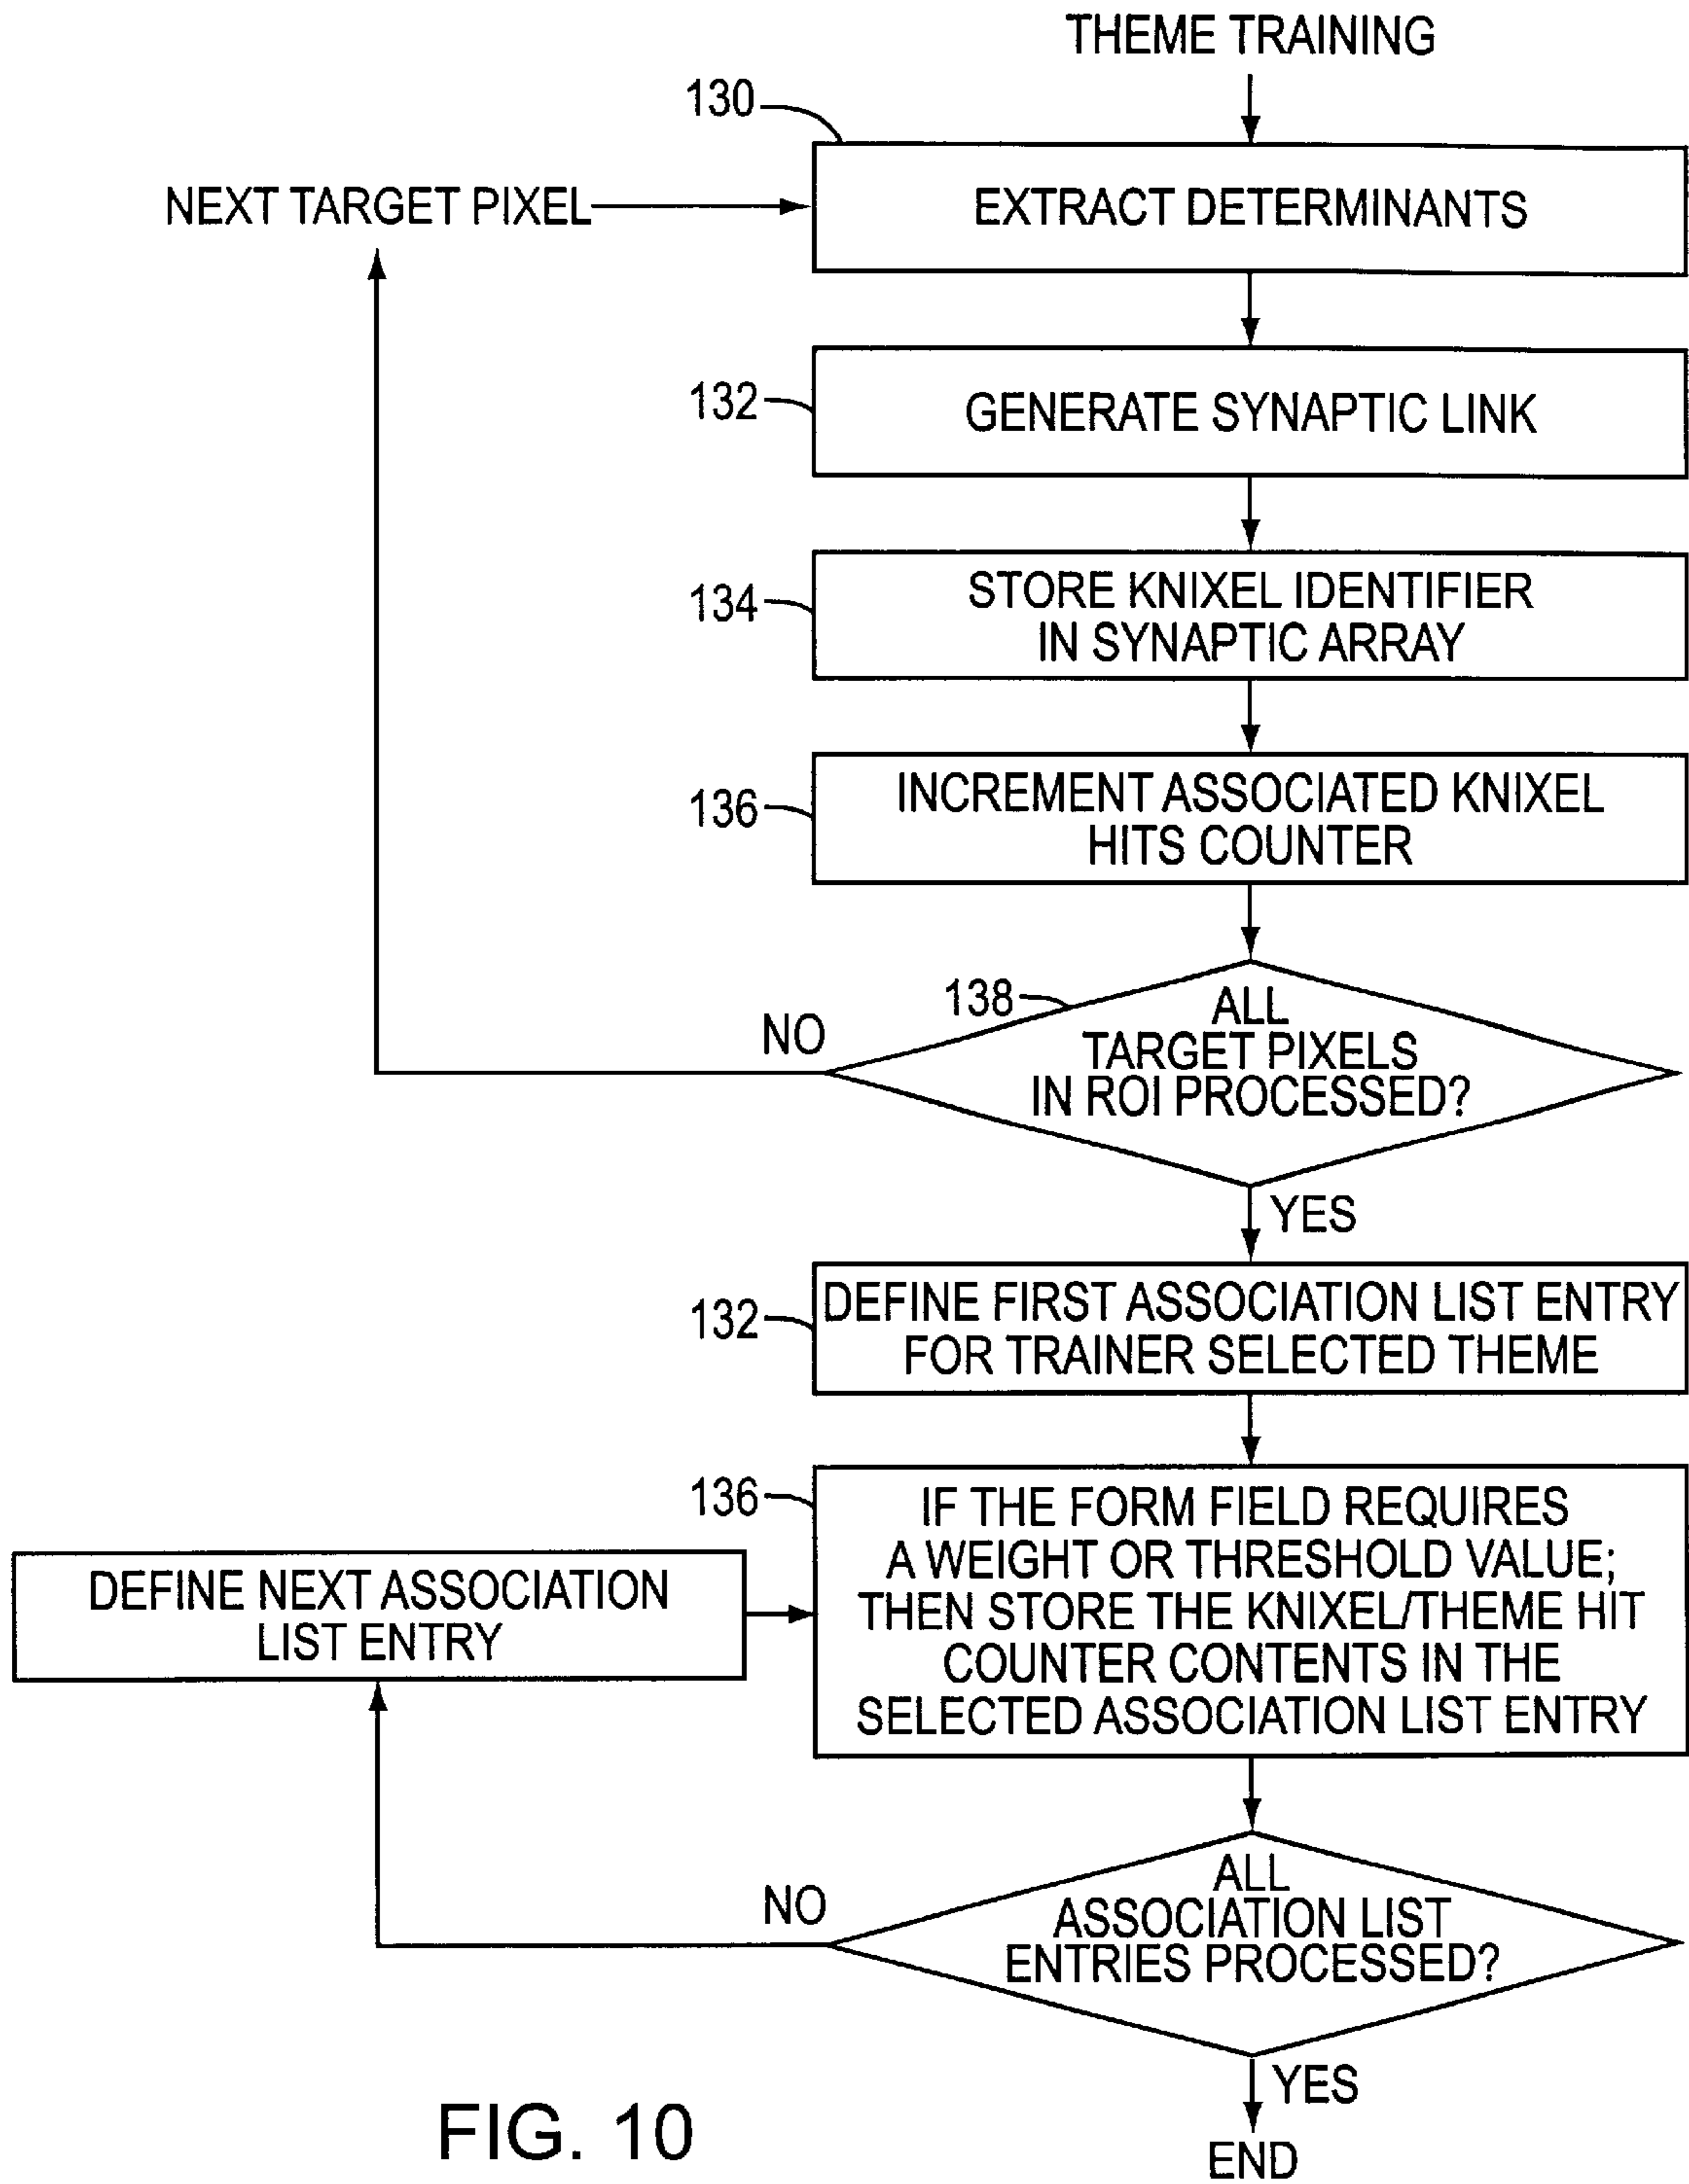 THEME TRAINING
130
NEXT TARGET PIXEL
EXTRACT DETERMINANTS
132
GENERATE SYNAPTIC LINK
134
STORE KNIXEL IDENTIFIER
IN SYNAPTIC ARRAY
136
INCREMENT ASSOCIATED KNIXEL
HITS COUNTER
138
NO
ALL
TARGET PIXELS
IN ROI PROCESSED?
YES
132
DEFINE FIRST ASSOCIATION LIST ENTRY
FOR TRAINER SELECTED THEME
136
IF THE FORM FIELD REQUIRES
A WEIGHT OR THRESHOLD VALUE;
THEN STORE THE KNIXEL/THEME HIT
COUNTER CONTENTS IN THE
SELECTED ASSOCIATION LIST ENTRY
DEFINE NEXT ASSOCIATION
LIST ENTRY
NO
ALL
ASSOCIATION LIST
ENTRIES PROCESSED?
YES
END
FIG. 10